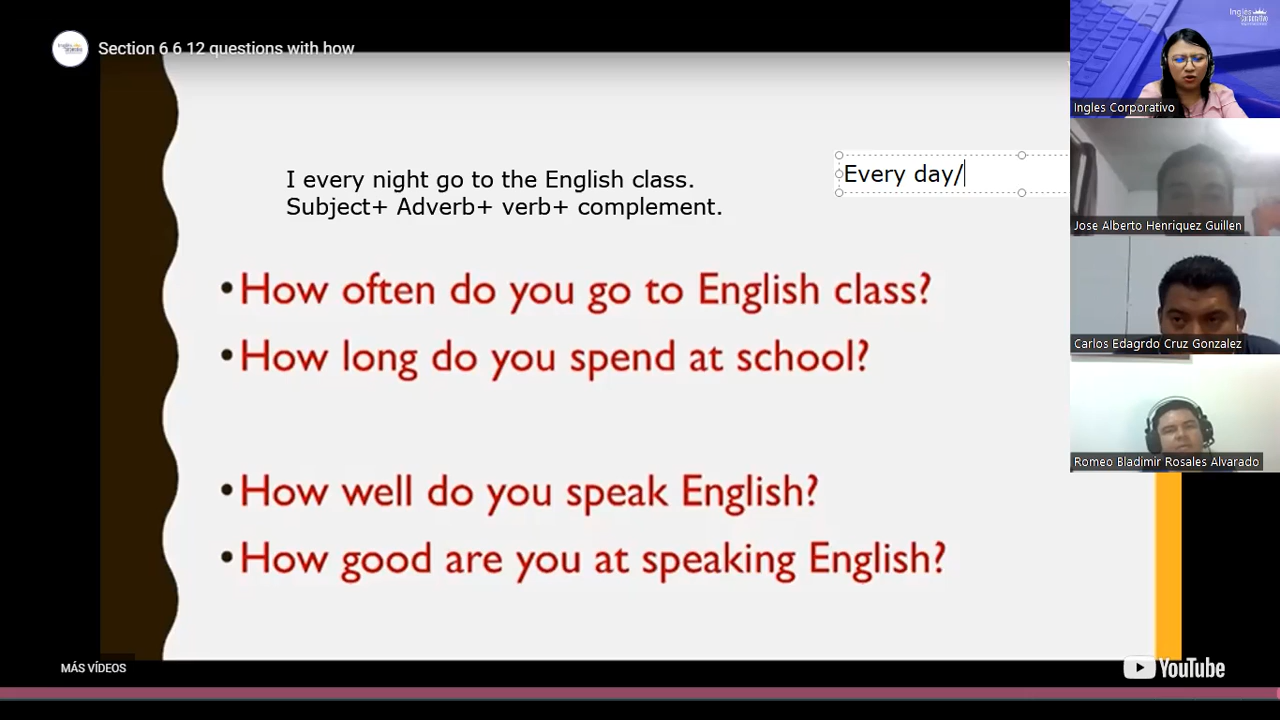 Section 6 6 12 questions with how
Inglés
Corporativo
Ingles Corporativo
Every day/
I every night go to the English class.
Subject+ Adverb+ verb+ complement.
Jose Alberto Henriquez Guillen
•How often do you go to English class?
•How long do you spend at school?
Carlos Edagrdo Cruz Gonzalez
•How well do you speak English?
•How good are you at speaking English?
Romeo Bladimir Rosales Alvarado
MÁS VÍDEOS
YouTube